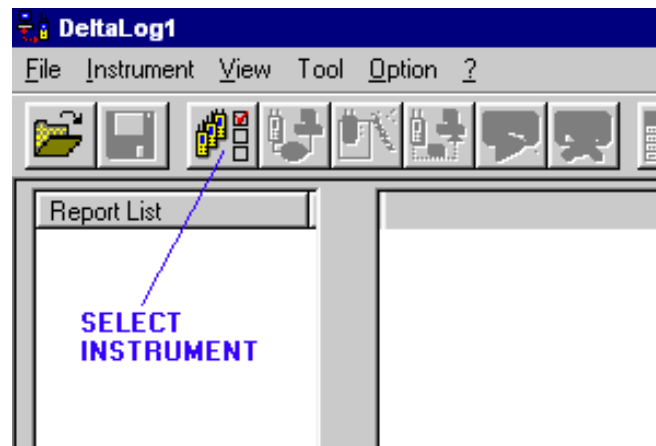 DeltaLog1
File Instrument View Tool Option ?
Report List
SELECT
INSTRUMENT